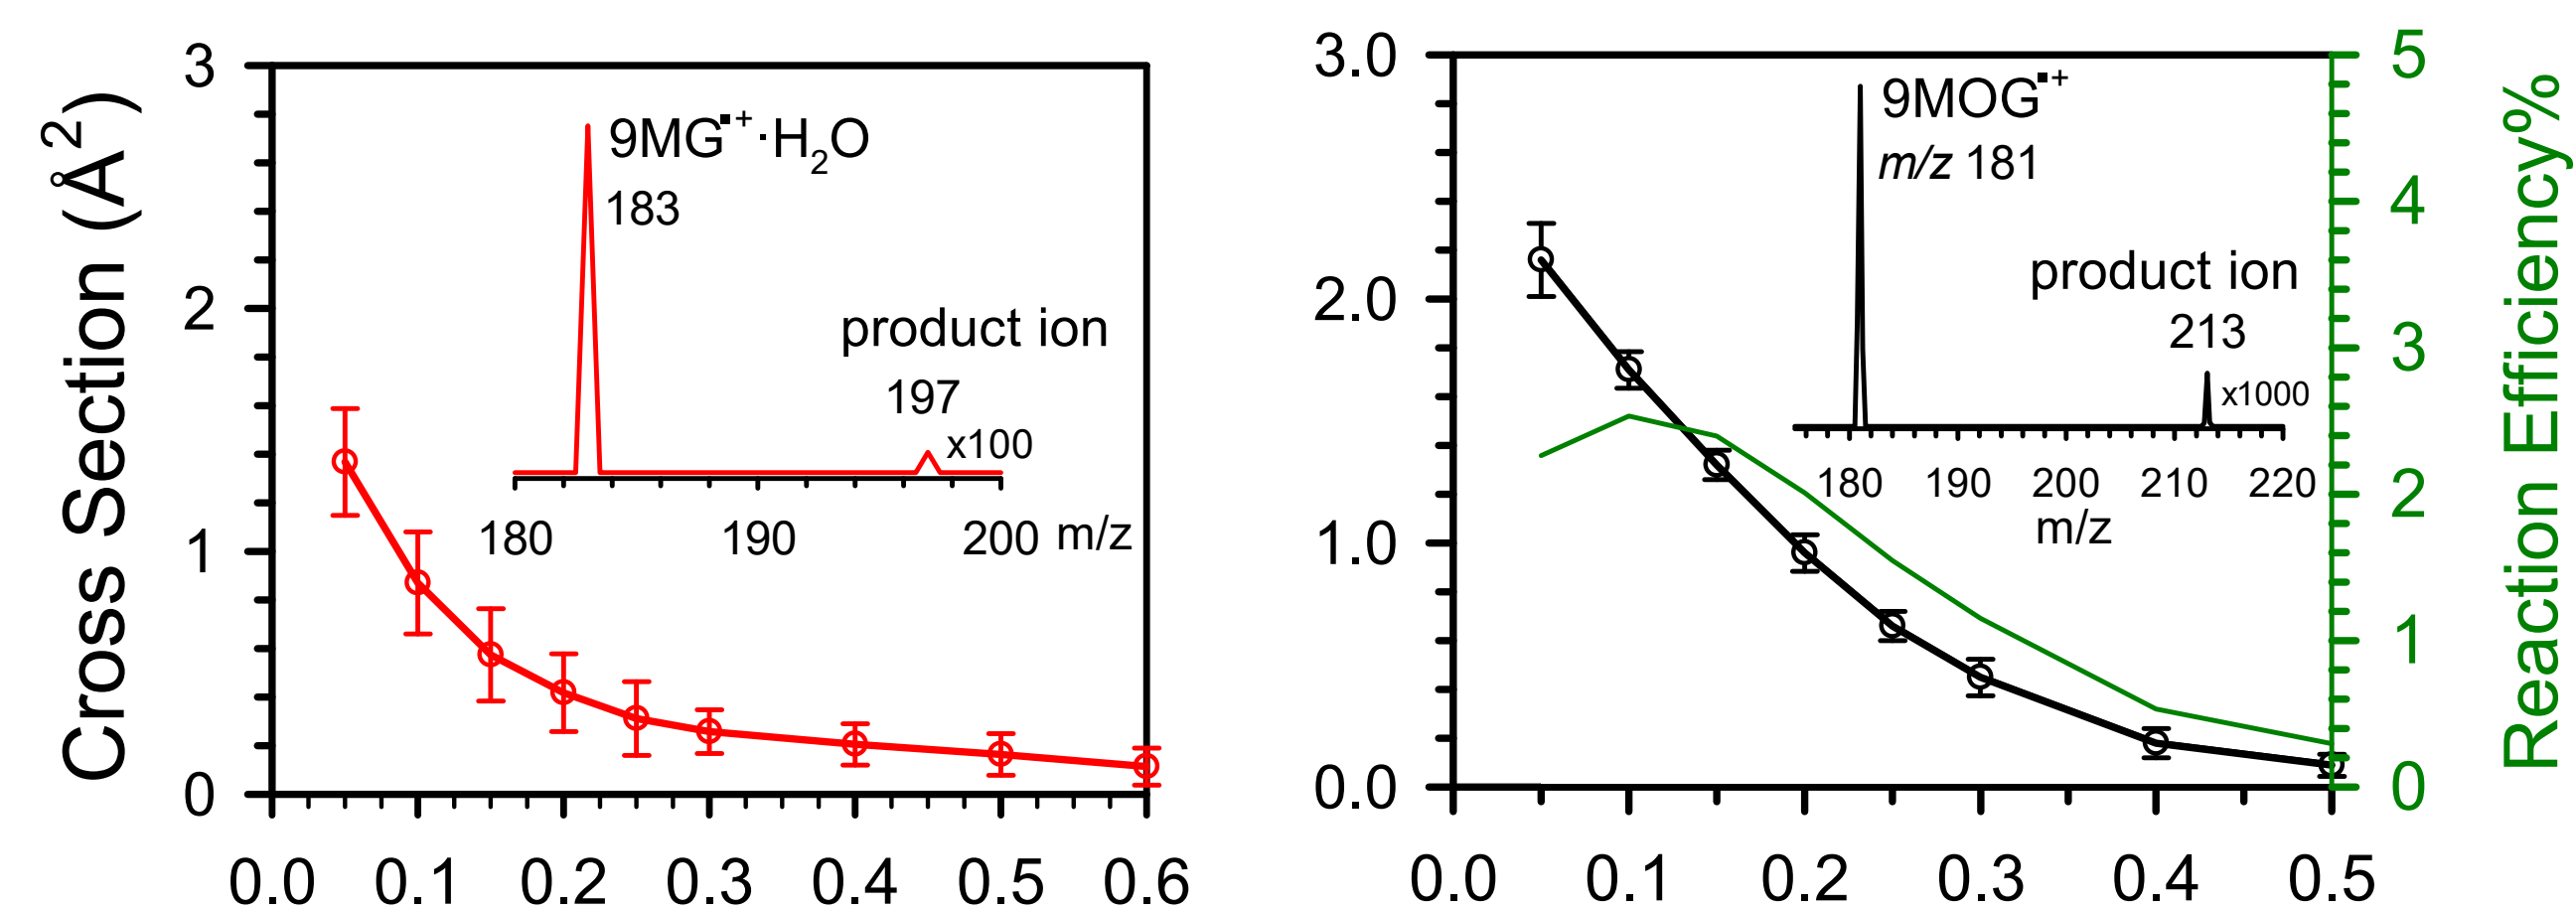 Cross Section (Å²)
3
2
1
0
0.0 0.1 0.2 0.3 0.4 0.5 0.6
9MG▪⁺·H₂O
183
product ion
197
x100
180 190 200 m/z
3.0
2.0
1.0
0.0
0.0 0.1 0.2 0.3 0.4 0.5
9MOG▪⁺
m/z 181
product ion
213
x1000
180 190 200 210 220
m/z
5
4
3
2
1
0
Reaction Efficiency%